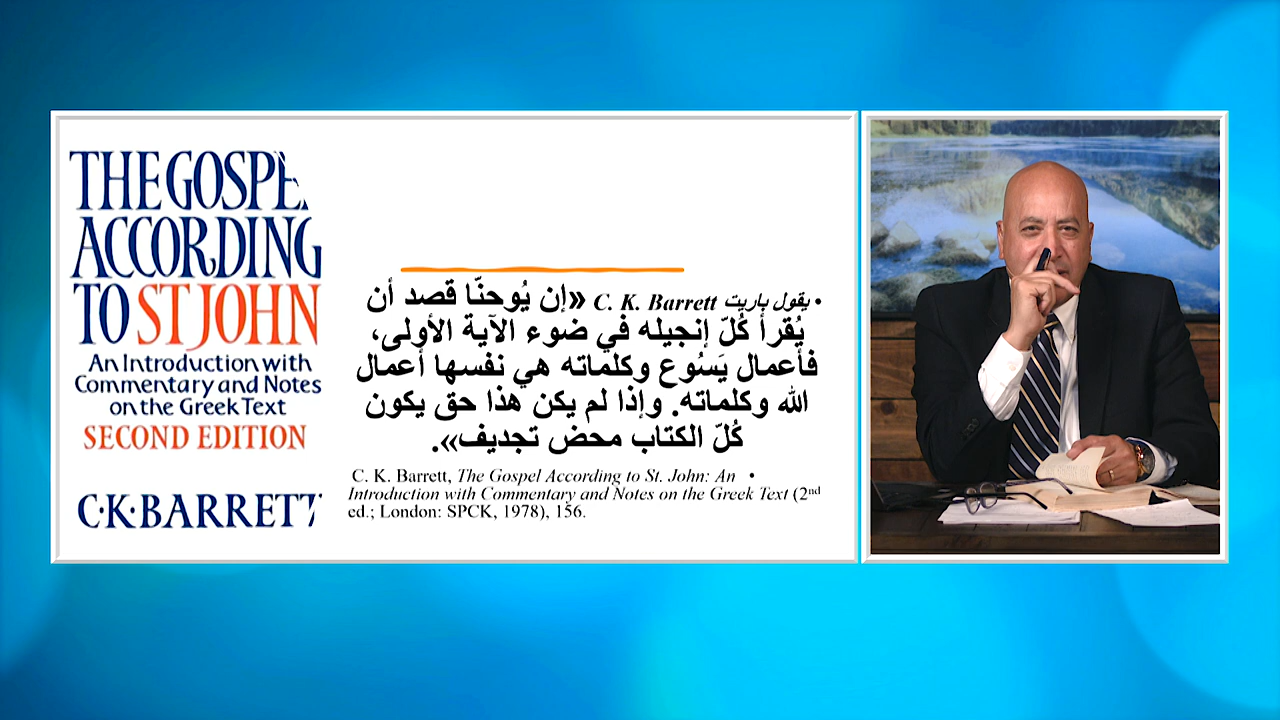 THE GOSPE
ACCORDING
TO ST JOHN
An Introduction with
Commentary and Notes
on the Greek Text
SECOND EDITION
C·K·BARRETT
• يقول باريت C. K. Barrett «إن يُوحنّا قصد أن
يُقرأ كُلّ إنجيله في ضوء الآية الأولى،
فأعمال يَسُوع وكلماته هي نفسها أعمال
الله وكلماته. وإذا لم يكن هذا حق يكون
كُلّ الكتاب محض تجديف».
C. K. Barrett, The Gospel According to St. John: An •
Introduction with Commentary and Notes on the Greek Text (2nd
ed.; London: SPCK, 1978), 156.